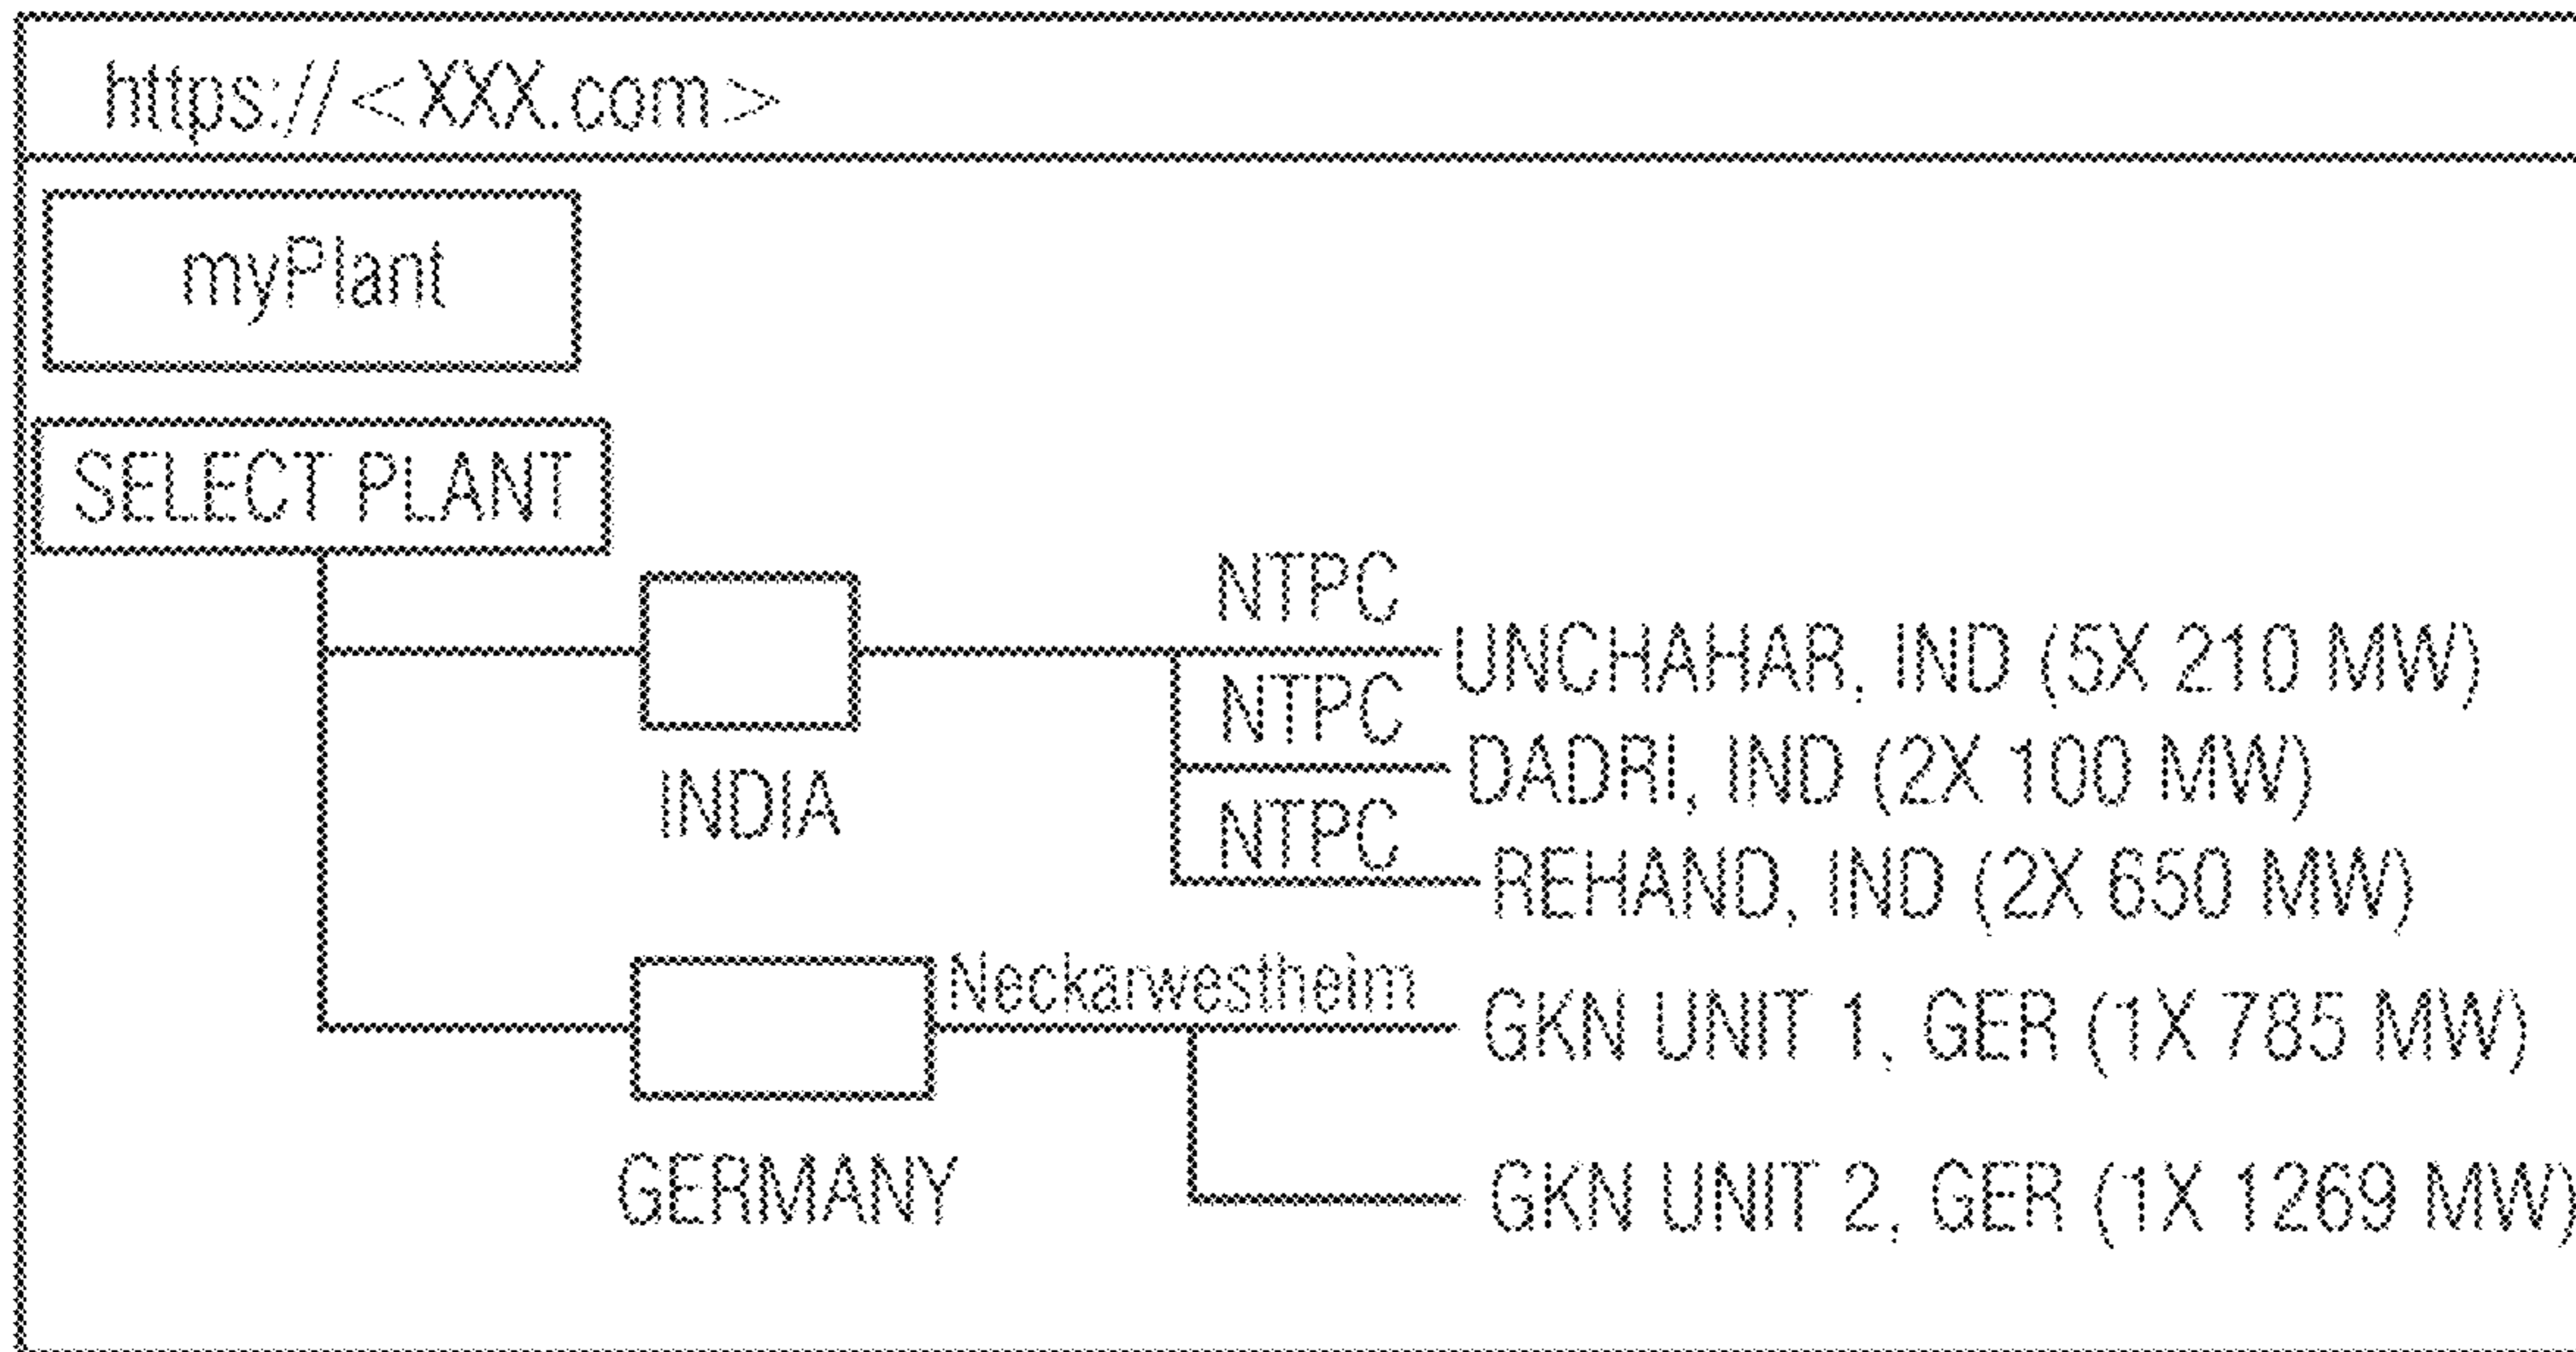 https://<XXX.com>
myPlant
SELECT PLANT
NTPC
UNCHAHAR, IND (5X 210 MW)
NTPC
DADRI, IND (2X 100 MW)
INDIA
NTPC
REHAND, IND (2X 650 MW)
Neckarwestheim
GKN UNIT 1, GER (1X 785 MW)
GERMANY
GKN UNIT 2, GER (1X 1269 MW)